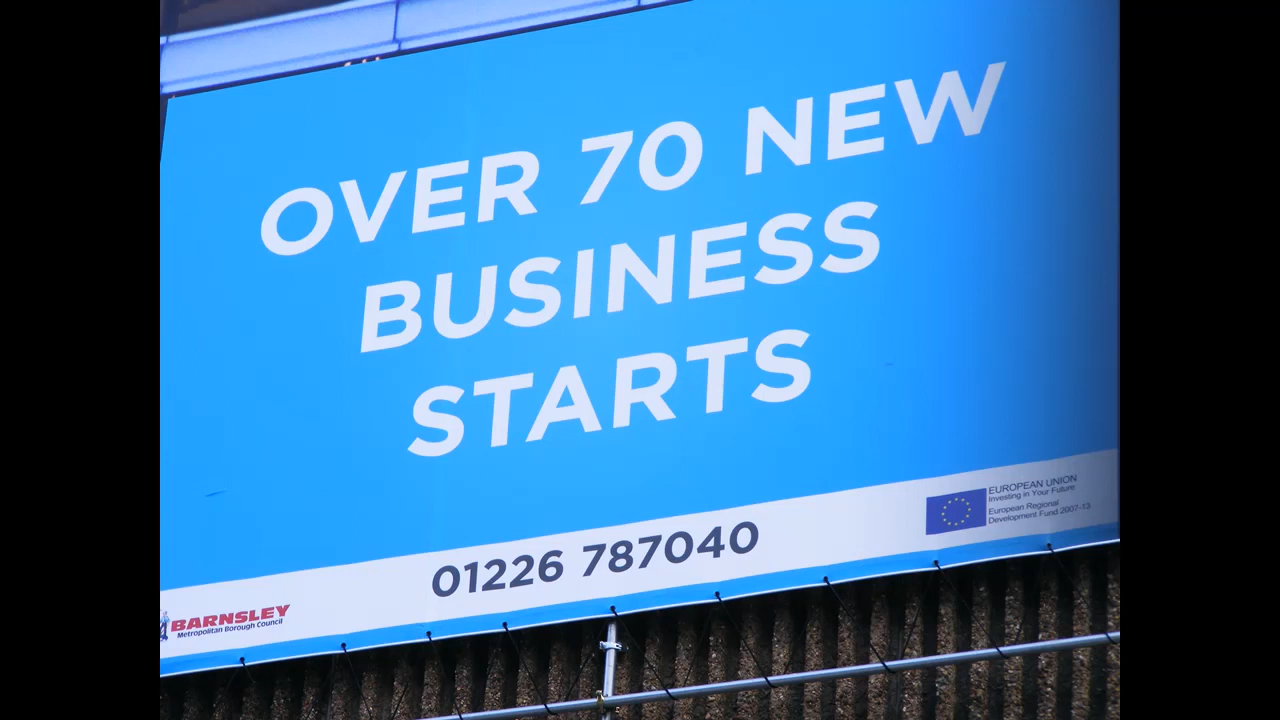 OVER 70 NEW
BUSINESS
STARTS
01226 787040
BARNSLEY
Metropolitan Borough Council
EUROPEAN UNION
Investing in Your Future
European Regional
Development Fund 2007-13